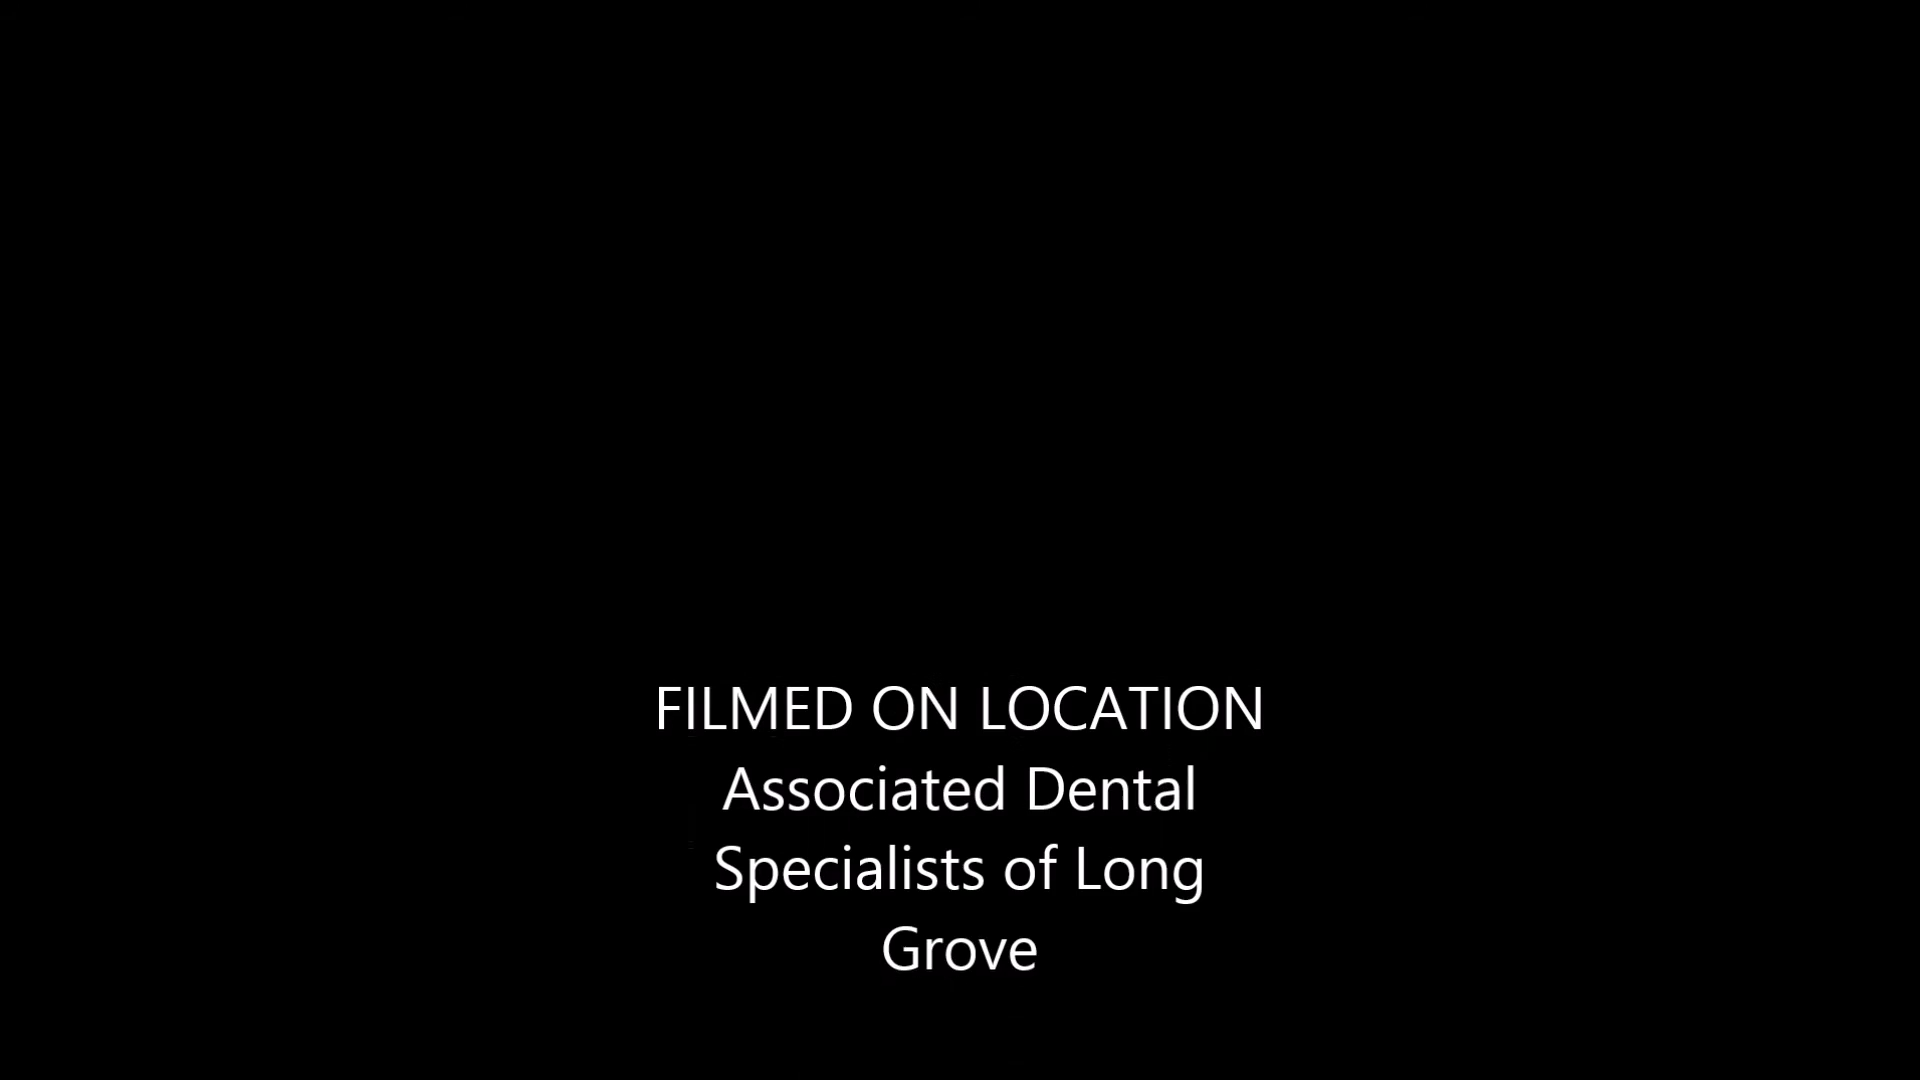 FILMED ON LOCATION
Associated Dental
Specialists of Long
Grove